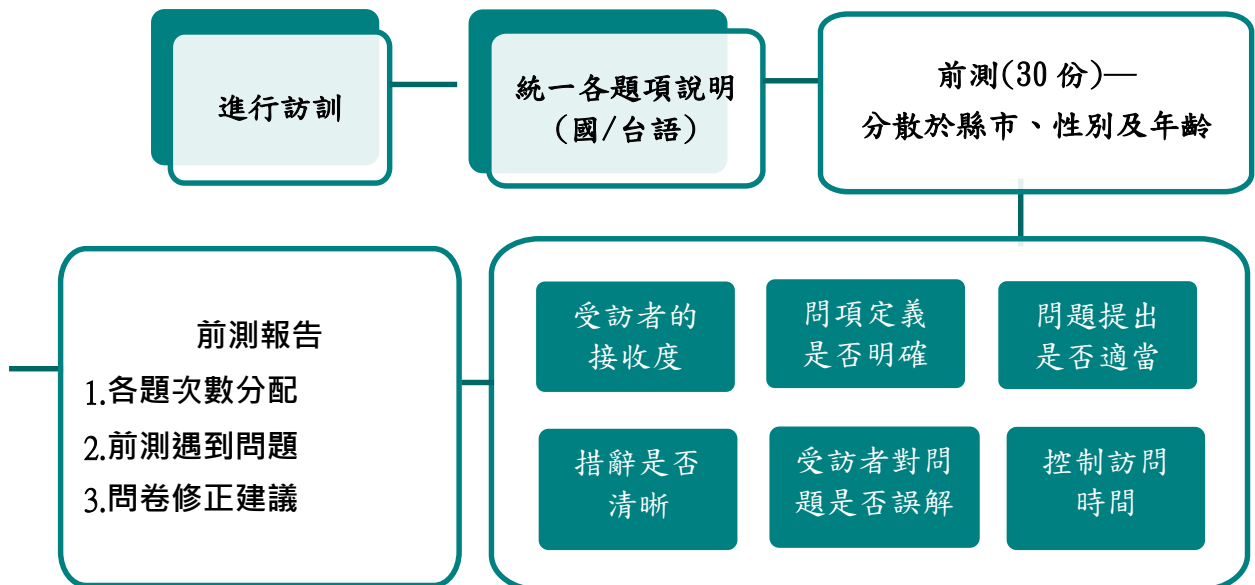 進行訪訓
統一各題項說明
(國/台語)
前測(30 份)—
分散於縣市、性別及年齡
受訪者的
接收度
問項定義
是否明確
問題提出
是否適當
措辭是否
清晰
受訪者對問
題是否誤解
控制訪問
時間
前測報告
1.各題次數分配
2.前測遇到問題
3.問卷修正建議